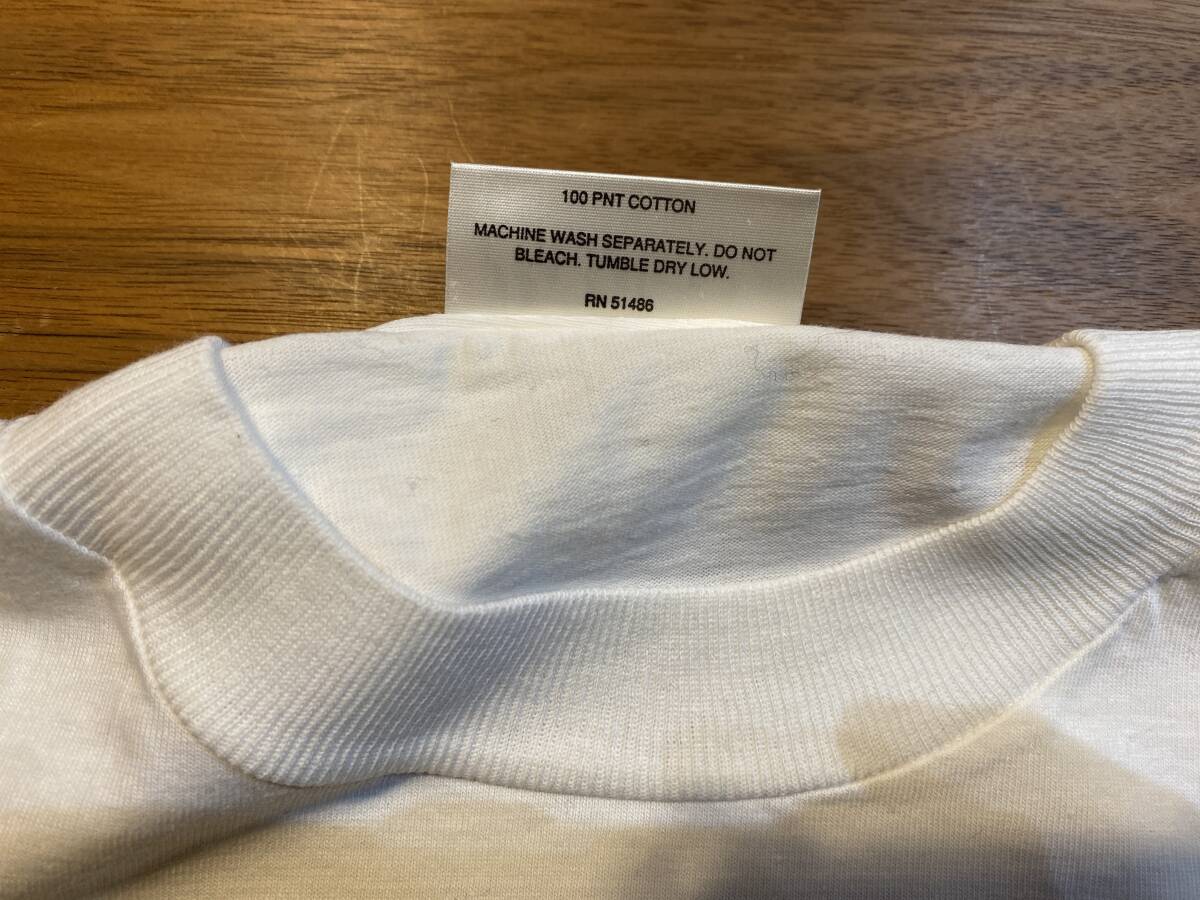 100 PNT COTTON
MACHINE WASH SEPARATELY. DO NOT
BLEACH. TUMBLE DRY LOW.
RN 51486